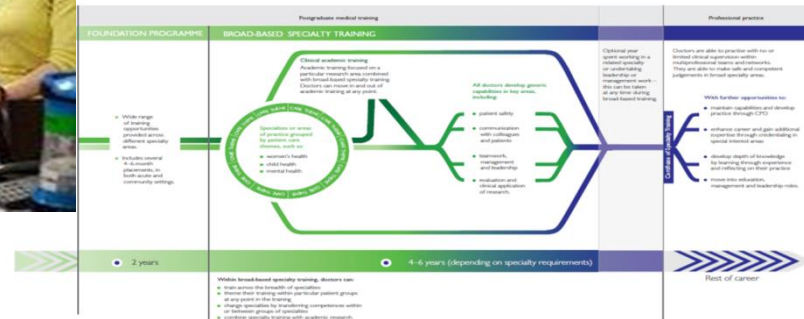 Postgraduate medical training
Professional practice
FOUNDATION PROGRAMME
BROAD-BASED SPECIALTY TRAINING
Wide range
of training
opportunities
provided across
different specialty
areas.
Includes several
4–6-month
placements, in
both acute and
community settings.
Clinical academic training
Academic training focused on a
particular research area combined
with broad-based specialty training.
Doctors can move in and out of
academic training at any point.
Specialties or areas
of practice grouped
by patient care
themes, such as
women's health
child health
mental health
All doctors develop generic
capabilities in key areas,
including:
patient safety
communication
with colleagues
and patients
teamwork,
management
and leadership
evaluation and
clinical application
of research.
Optional year
spent working in a
related specialty
or undertaking
leadership or
management work –
this can be taken
at any time during
broad-based training.
Certificate of Specialty Training
Doctors are able to practise with no or
limited clinical supervision within
multiprofessional teams and networks.
They are able to make safe and competent
judgements in broad specialty areas.
With further opportunities to:
maintain capabilities and develop
practice through CPD
enhance career and gain additional
expertise through credentialing in
special interest areas
develop depth of knowledge
by learning through experience
and reflecting on their practice
move into education,
management and leadership roles.
2 years
4–6 years (depending on specialty requirements)
Rest of career
Within broad-based specialty training, doctors can:
train across the breadth of specialties
theme their training within particular patient groups
at any point in the training
change specialties by transferring competences within
or between groups of specialties
combine specialty training with academic research.